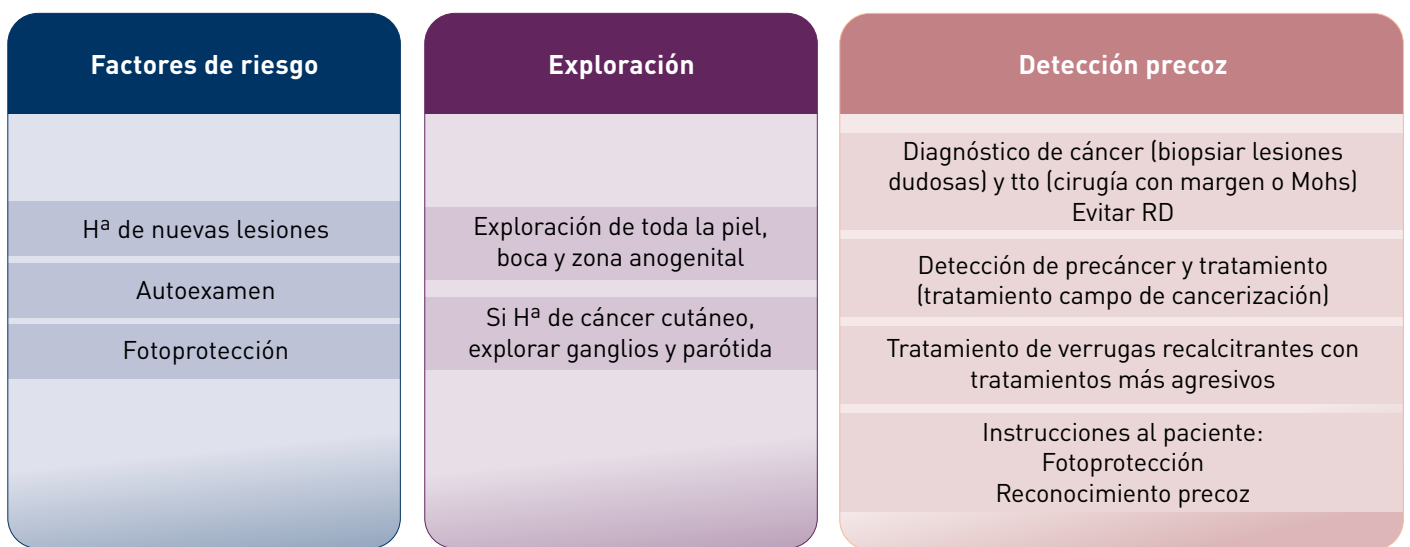 Factores de riesgo
Hª de nuevas lesiones
Autoexamen
Fotoprotección
Exploración
Exploración de toda la piel,
boca y zona anogenital
Si Hª de cáncer cutáneo,
explorar ganglios y parótida
Detección precoz
Diagnóstico de cáncer (biopsiar lesiones
dudosas) y tto (cirugía con margen o Mohs)
Evitar RD
Detección de precáncer y tratamiento
(tratamiento campo de cancerización)
Tratamiento de verrugas recalcitrantes con
tratamientos más agresivos
Instrucciones al paciente:
Fotoprotección
Reconocimiento precoz